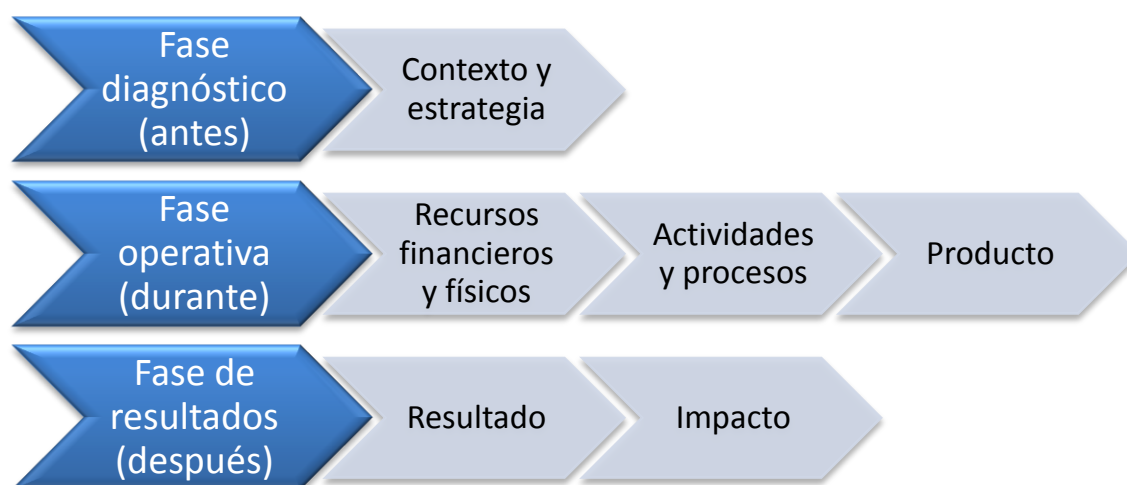 Fase
diagnóstico
(antes)
Contexto y
estrategia
Fase
operativa
(durante)
Recursos
financieros
y físicos
Actividades
y procesos
Producto
Fase de
resultados
(después)
Resultado
Impacto